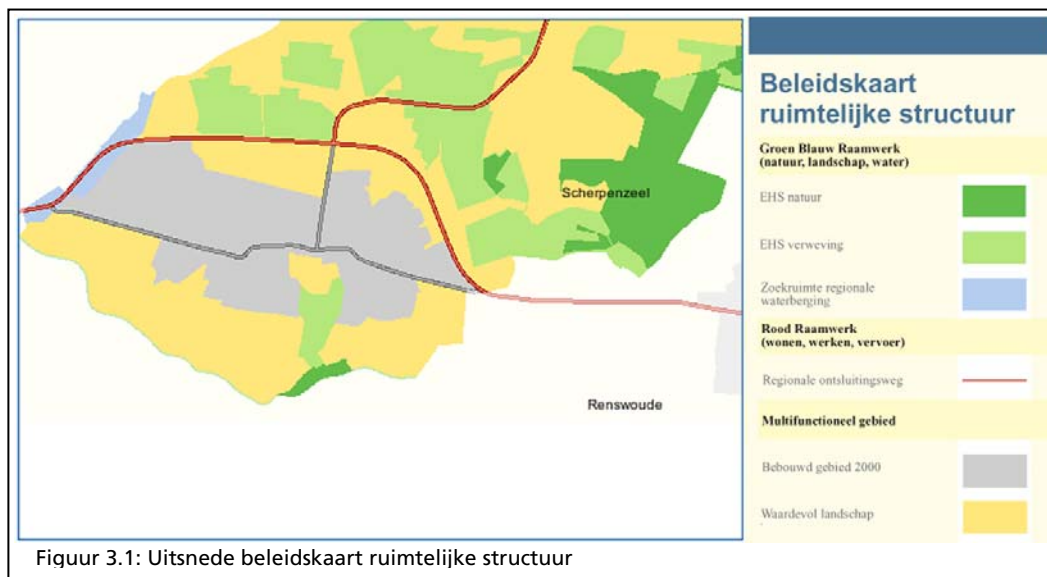 Scherpenzeel
Renswoude
Beleidskaart
ruimtelijke structuur
Groen Blauw Raamwerk
(natuur, landschap, water)
EHS natuur
EHS verweving
Zoekruimte regionale
waterberging
Rood Raamwerk
(wonen, werken, vervoer)
Regionale ontsluitingsweg
Multifunctioneel gebied
Bebouwd gebied 2000
Waardevol landschap
Figuur 3.1: Uitsnede beleidskaart ruimtelijke structuur